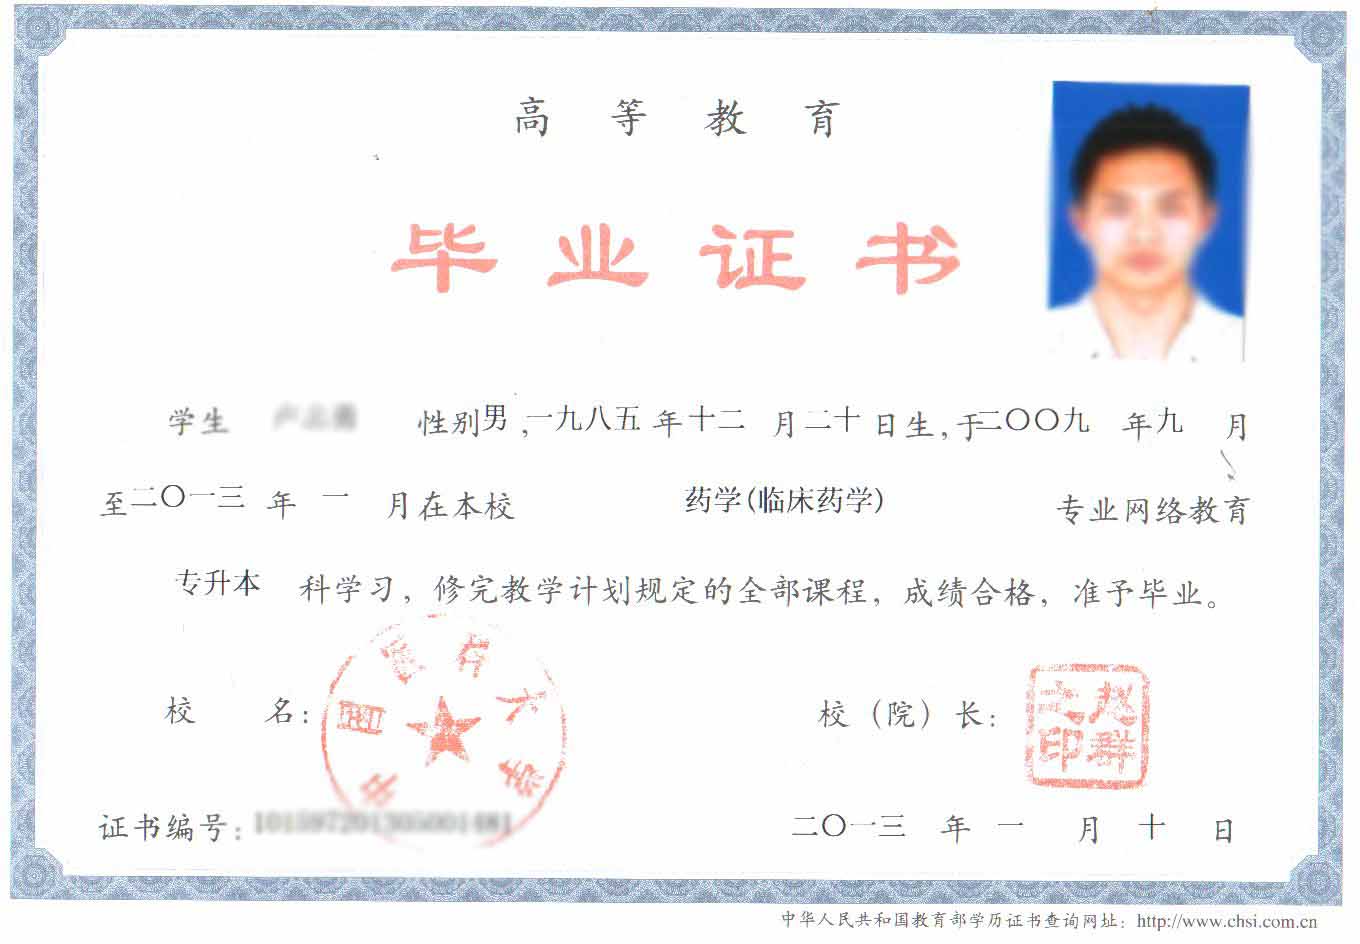 高等教育
毕业证书
学生 性别男,一九八五年十二月二十日生,于二〇〇九年九月
至二〇一三年一月在本校 药学(临床药学) 专业网络教育
专升本科学习，修完教学计划规定的全部课程，成绩合格，准予毕业。
校名： 中国医科大学
校（院）长： 赵群之印
证书编号：
二〇一三年一月十日
中华人民共和国教育部学历证书查询网址：http://www.chsi.com.cn